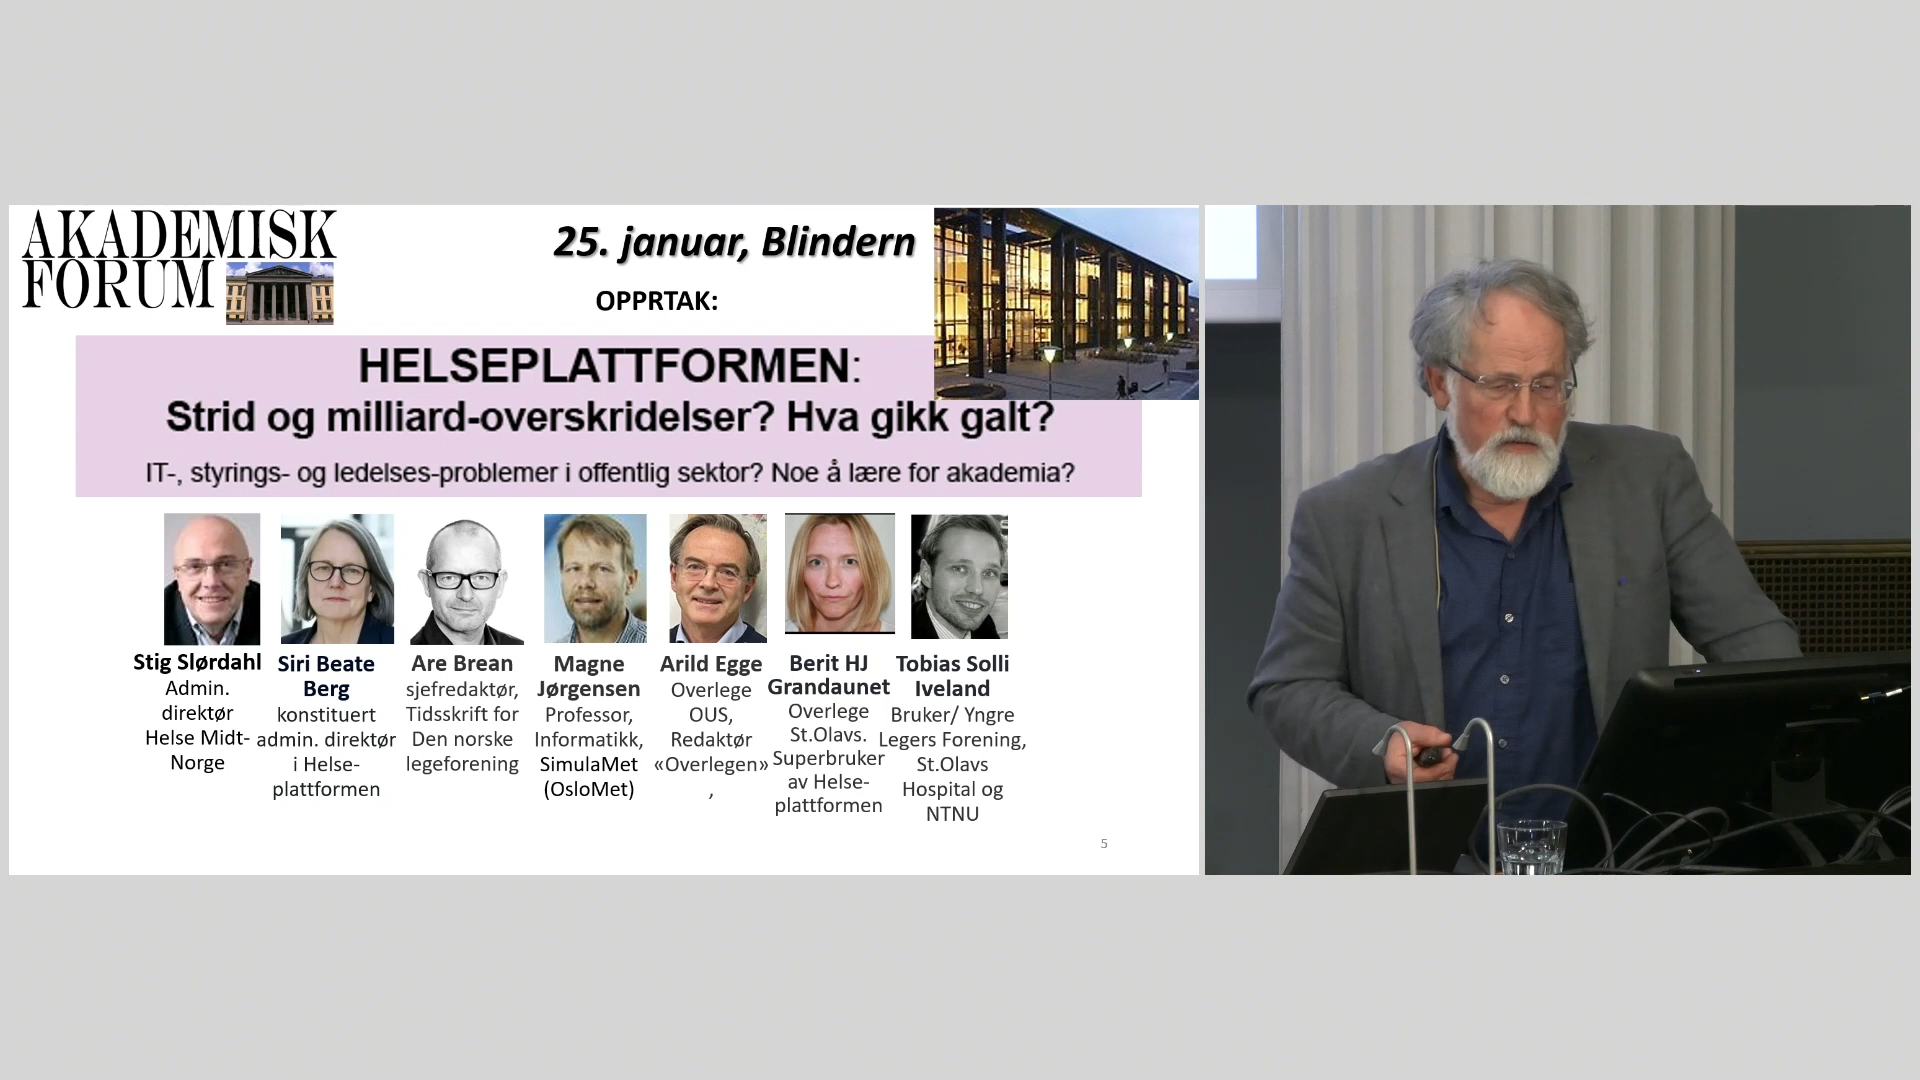 AKADEMISK
FORUM
25. januar, Blindern
OPPRTAK:
HELSEPLATTFORMEN:
Strid og milliard-overskridelser? Hva gikk galt?
IT-, styrings- og ledelses-problemer i offentlig sektor? Noe å lære for akademia?
Stig Slørdahl
Admin.
direktør
Helse Midt-
Norge
Siri Beate
Berg
konstituert
admin. direktør
i Helse-
plattformen
Are Brean
sjefredaktør,
Tidsskrift for
Den norske
legeforening
Magne
Jørgensen
Professor,
Informatikk,
SimulaMet
(OsloMet)
Arild Egge
Overlege
OUS,
Redaktør
«Overlegen»
,
Berit HJ
Grandaunet
Overlege
St.Olavs.
Superbruker
av Helse-
plattformen
Tobias Solli
Iveland
Bruker/ Yngre
Legers Forening,
St.Olavs
Hospital og
NTNU
5